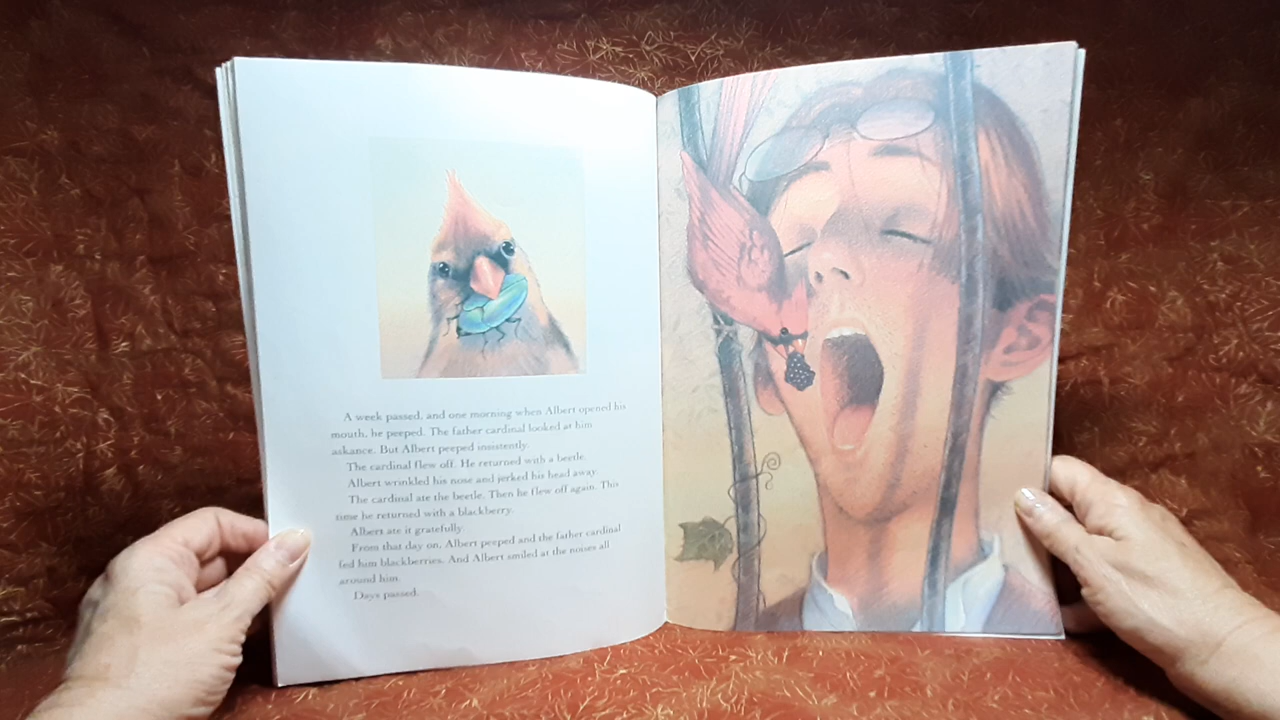 A week passed, and one morning when Albert opened his
mouth, he peeped. The father cardinal looked at him
askance. But Albert peeped insistently.
The cardinal flew off. He returned with a beetle.
Albert wrinkled his nose and jerked his head away.
The cardinal ate the beetle. Then he flew off again. This
time he returned with a blackberry.
Albert ate it gratefully.
From that day on, Albert peeped and the father cardinal
fed him blackberries. And Albert smiled at the noises all
around him.
Days passed.